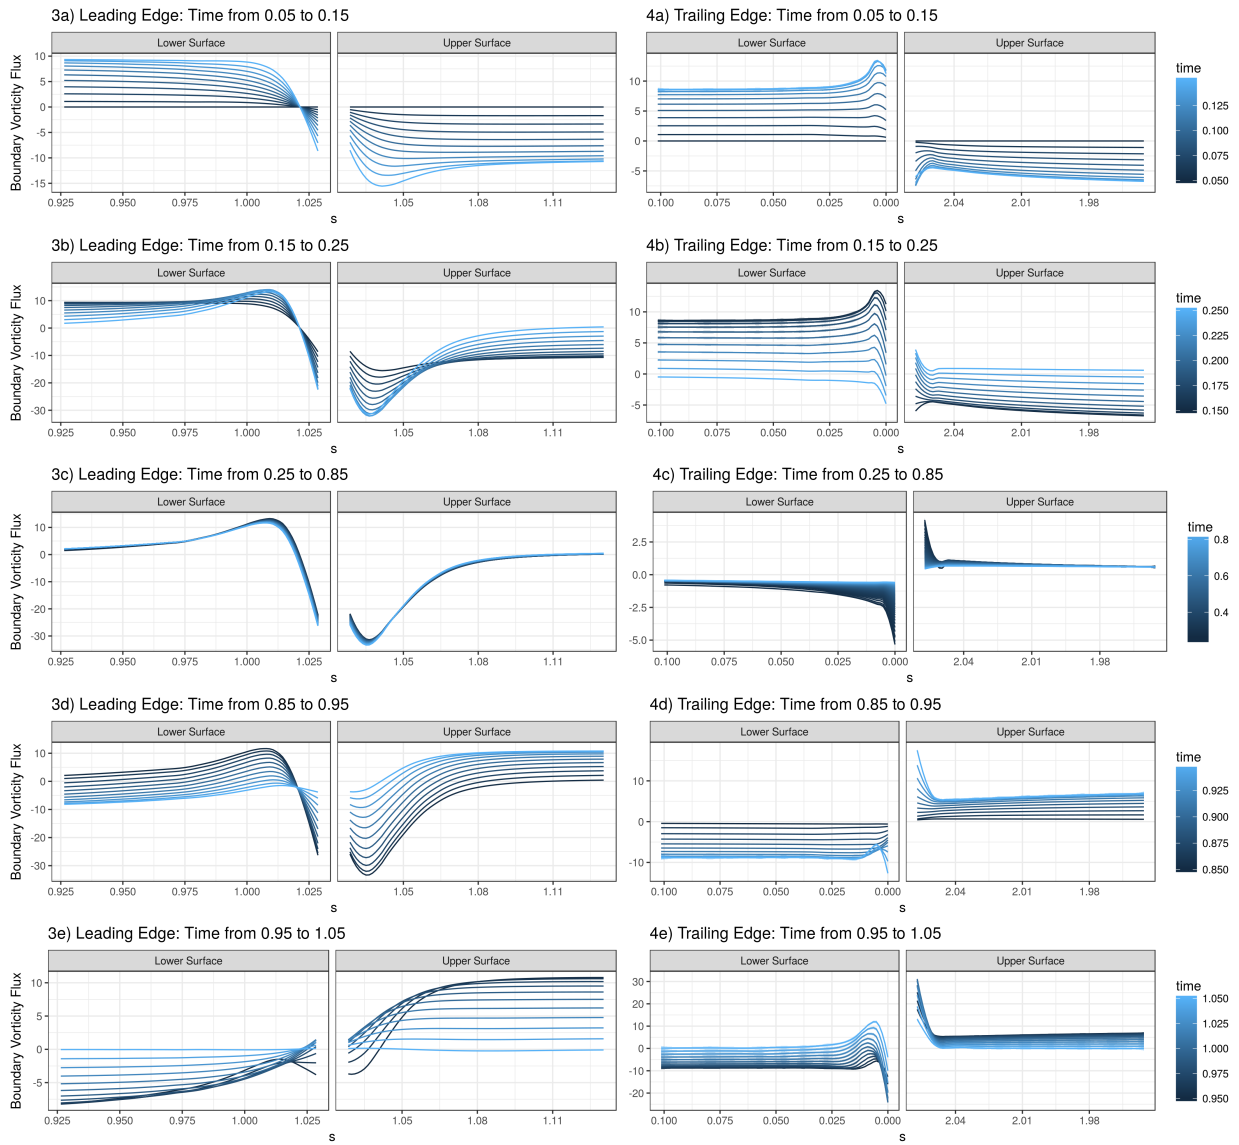 3a) Leading Edge: Time from 0.05 to 0.15
Lower Surface
Upper Surface
Boundary Vorticity Flux
10
5
0
-5
-10
-15
0.925 0.950 0.975 1.000 1.025
1.05 1.08 1.11
s
4a) Trailing Edge: Time from 0.05 to 0.15
Lower Surface
Upper Surface
10
5
0
-5
0.100 0.075 0.050 0.025 0.000
2.04 2.01 1.98
s
time
0.125
0.100
0.075
0.050
3b) Leading Edge: Time from 0.15 to 0.25
Lower Surface
Upper Surface
Boundary Vorticity Flux
10
0
-10
-20
-30
0.925 0.950 0.975 1.000 1.025
1.05 1.08 1.11
s
4b) Trailing Edge: Time from 0.15 to 0.25
Lower Surface
Upper Surface
10
5
0
-5
0.100 0.075 0.050 0.025 0.000
2.04 2.01 1.98
s
time
0.250
0.225
0.200
0.175
0.150
3c) Leading Edge: Time from 0.25 to 0.85
Lower Surface
Upper Surface
Boundary Vorticity Flux
10
0
-10
-20
-30
0.925 0.950 0.975 1.000 1.025
1.05 1.08 1.11
s
4c) Trailing Edge: Time from 0.25 to 0.85
Lower Surface
Upper Surface
2.5
0.0
-2.5
-5.0
0.100 0.075 0.050 0.025 0.000
2.04 2.01 1.98
s
time
0.8
0.6
0.4
3d) Leading Edge: Time from 0.85 to 0.95
Lower Surface
Upper Surface
Boundary Vorticity Flux
10
0
-10
-20
-30
0.925 0.950 0.975 1.000 1.025
1.05 1.08 1.11
s
4d) Trailing Edge: Time from 0.85 to 0.95
Lower Surface
Upper Surface
10
0
-10
0.100 0.075 0.050 0.025 0.000
2.04 2.01 1.98
s
time
0.925
0.900
0.875
0.850
3e) Leading Edge: Time from 0.95 to 1.05
Lower Surface
Upper Surface
Boundary Vorticity Flux
10
5
0
-5
0.925 0.950 0.975 1.000 1.025
1.05 1.08 1.11
s
4e) Trailing Edge: Time from 0.95 to 1.05
Lower Surface
Upper Surface
30
20
10
0
-10
-20
0.100 0.075 0.050 0.025 0.000
2.04 2.01 1.98
s
time
1.050
1.025
1.000
0.975
0.950